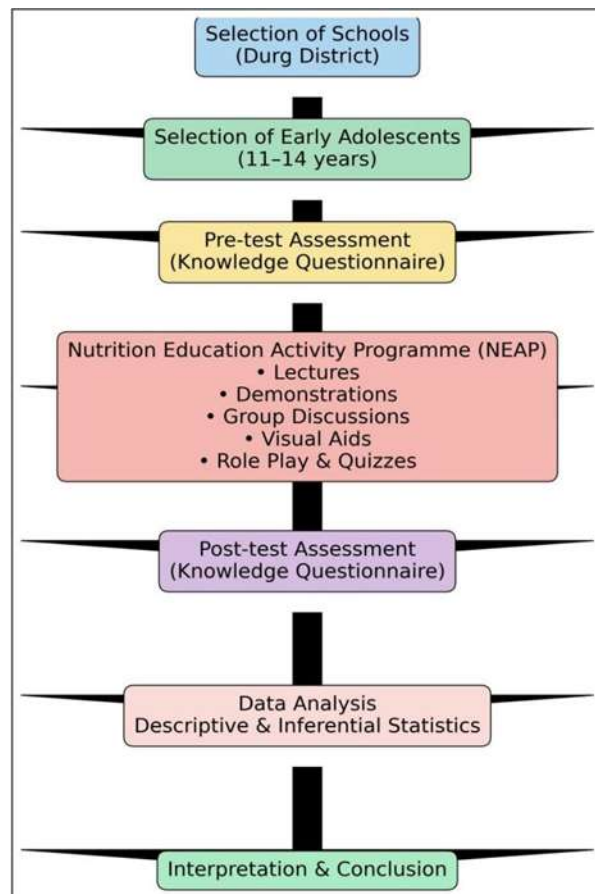 Selection of Schools
(Durg District)
Selection of Early Adolescents
(11–14 years)
Pre-test Assessment
(Knowledge Questionnaire)
Nutrition Education Activity Programme (NEAP)
• Lectures
• Demonstrations
• Group Discussions
• Visual Aids
• Role Play & Quizzes
Post-test Assessment
(Knowledge Questionnaire)
Data Analysis
Descriptive & Inferential Statistics
Interpretation & Conclusion